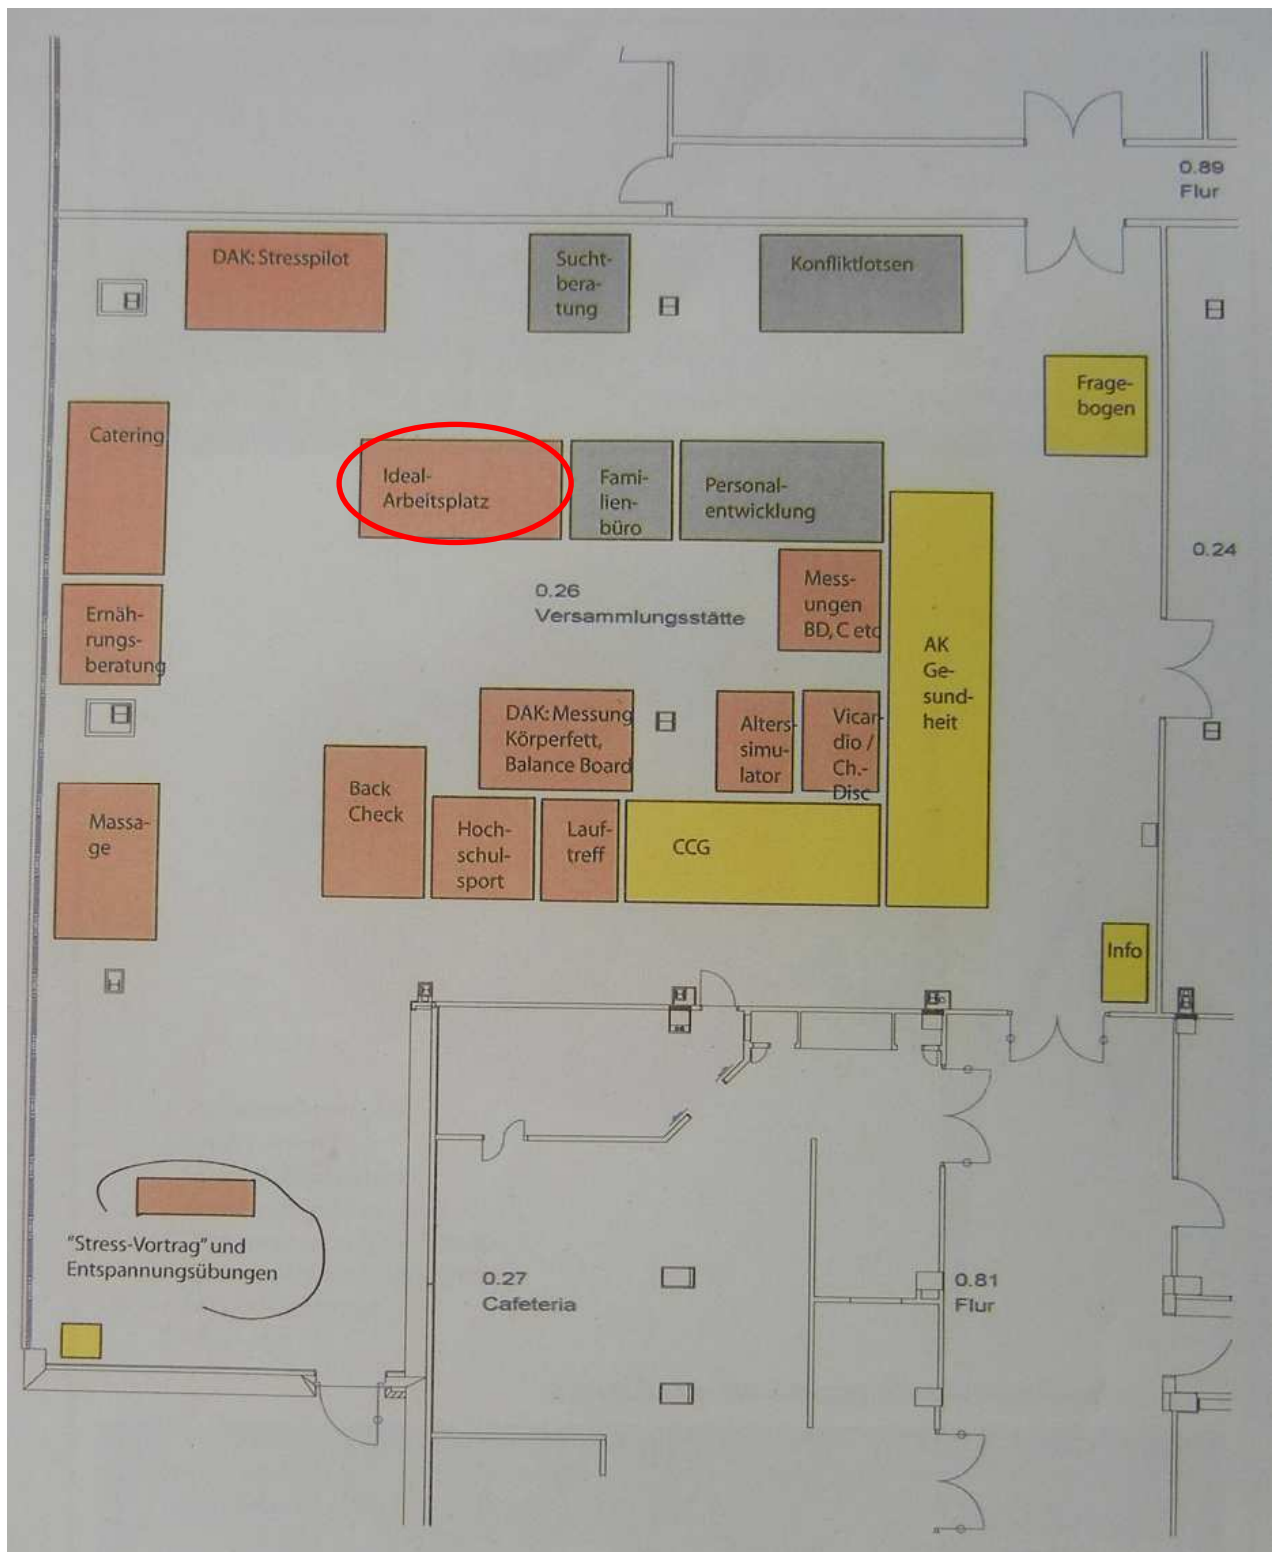 0.89
Flur
DAK: Stresspilot
Sucht-
bera-
tung
Konfliktlotsen
Frage-
bogen
Catering
Ideal-
Arbeitsplatz
Fami-
lien-
büro
Personal-
entwicklung
0.24
0.26
Versammlungsstätte
Mess-
ungen
BD, C etc
Ernäh-
rungs-
beratung
AK
Ge-
sund-
heit
DAK: Messung
Körperfett,
Balance Board
Alters-
simu-
lator
Vicar-
dio /
Ch.-
Disc
Back
Check
Massa-
ge
Hoch-
schul-
sport
Lauf-
treff
CCG
Info
"Stress-Vortrag" und
Entspannungsübungen
0.27
Cafeteria
0.81
Flur